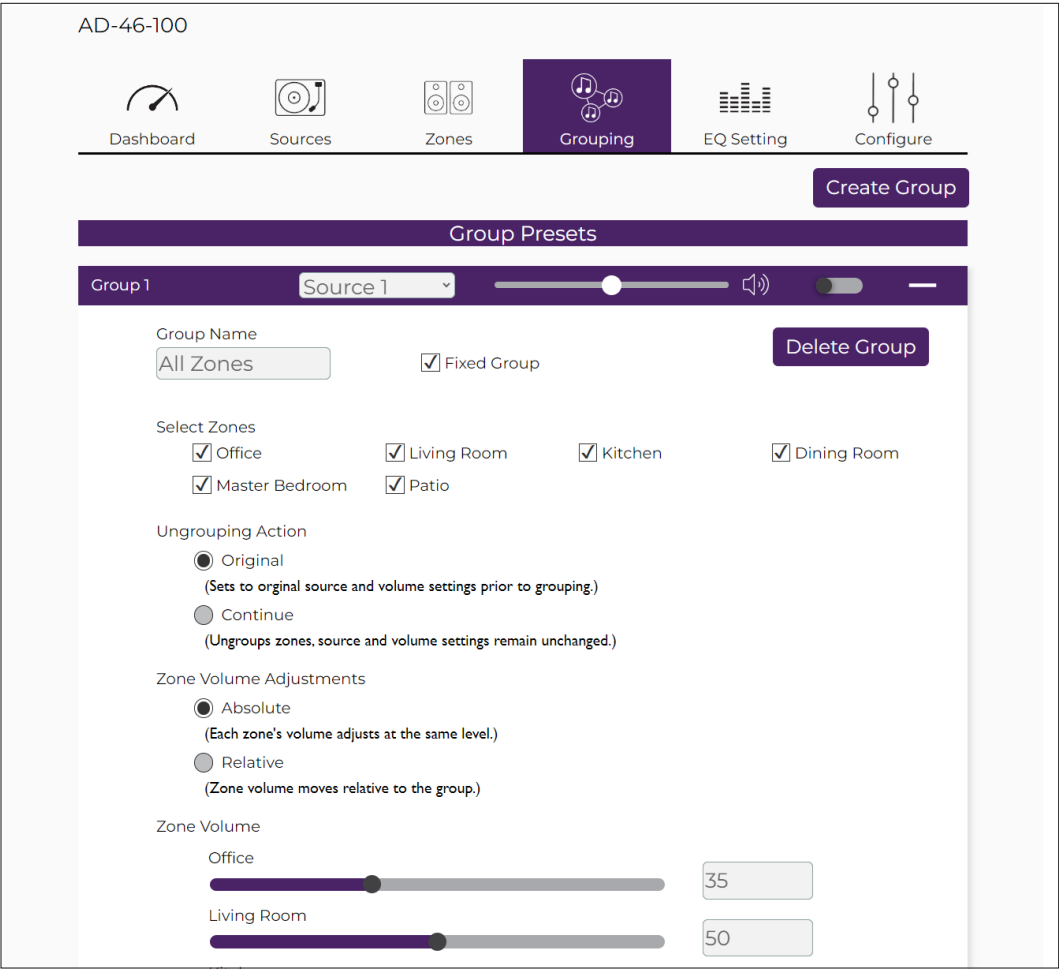 AD-46-100
Dashboard Sources Zones Grouping EQ Setting Configure
Create Group
Group Presets
Group 1 Source 1
Group Name
Delete Group
All Zones Fixed Group
Select Zones
Office Living Room Kitchen Dining Room
Master Bedroom Patio
Ungrouping Action
Original
(Sets to orginal source and volume settings prior to grouping.)
Continue
(Ungroups zones, source and volume settings remain unchanged.)
Zone Volume Adjustments
Absolute
(Each zone's volume adjusts at the same level.)
Relative
(Zone volume moves relative to the group.)
Zone Volume
Office
35
Living Room
50